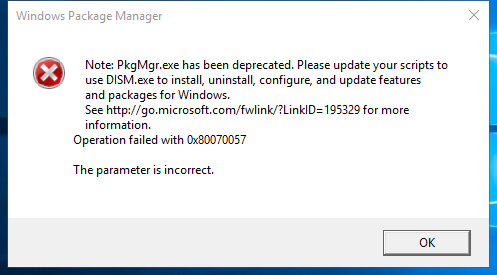 Windows Package Manager
Note: PkgMgr.exe has been deprecated. Please update your scripts to
use DISM.exe to install, uninstall, configure, and update features
and packages for Windows.
See http://go.microsoft.com/fwlink/?LinkID=195329 for more
information.
Operation failed with 0x80070057
The parameter is incorrect.
OK